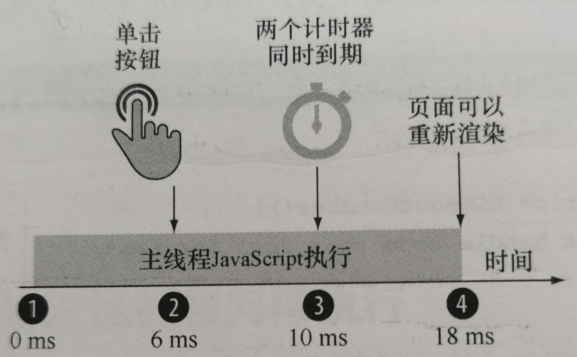 单击
按钮
两个计时器
同时到期
页面可以
重新渲染
主线程JavaScript执行
时间
1 2 3 4
0 ms 6 ms 10 ms 18 ms